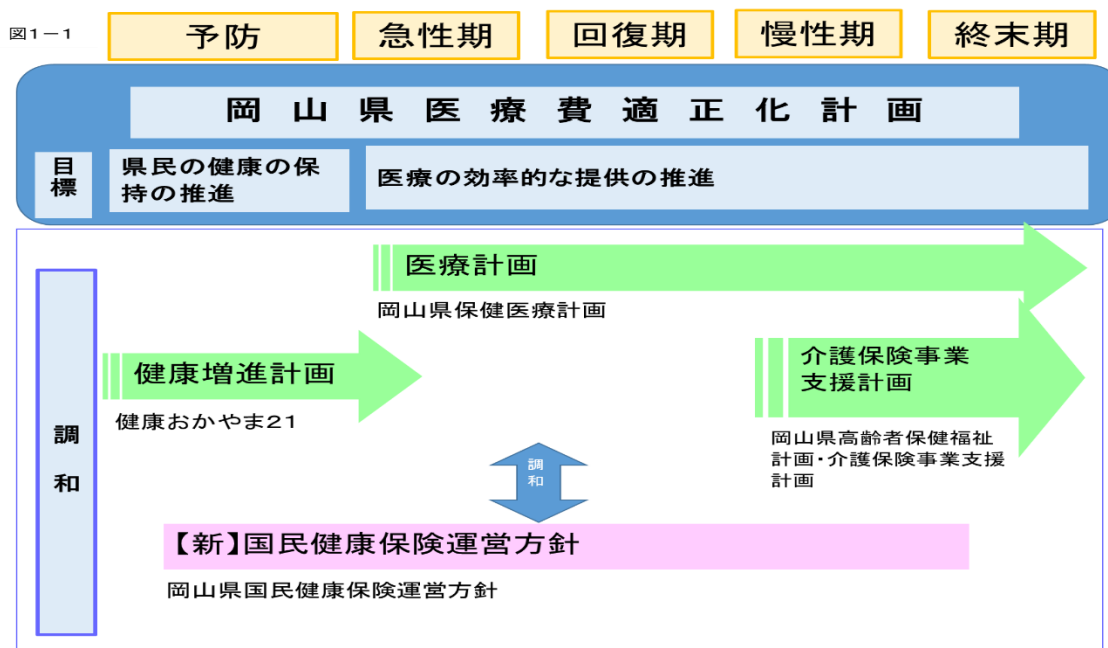 図1－1
予防
急性期
回復期
慢性期
終末期
岡山県医療費適正化計画
目標
県民の健康の保
持の推進
医療の効率的な提供の推進
医療計画
岡山県保健医療計画
健康増進計画
健康おかやま21
介護保険事業
支援計画
岡山県高齢者保健福祉
計画・介護保険事業支援
計画
調和
調和
【新】国民健康保険運営方針
岡山県国民健康保険運営方針